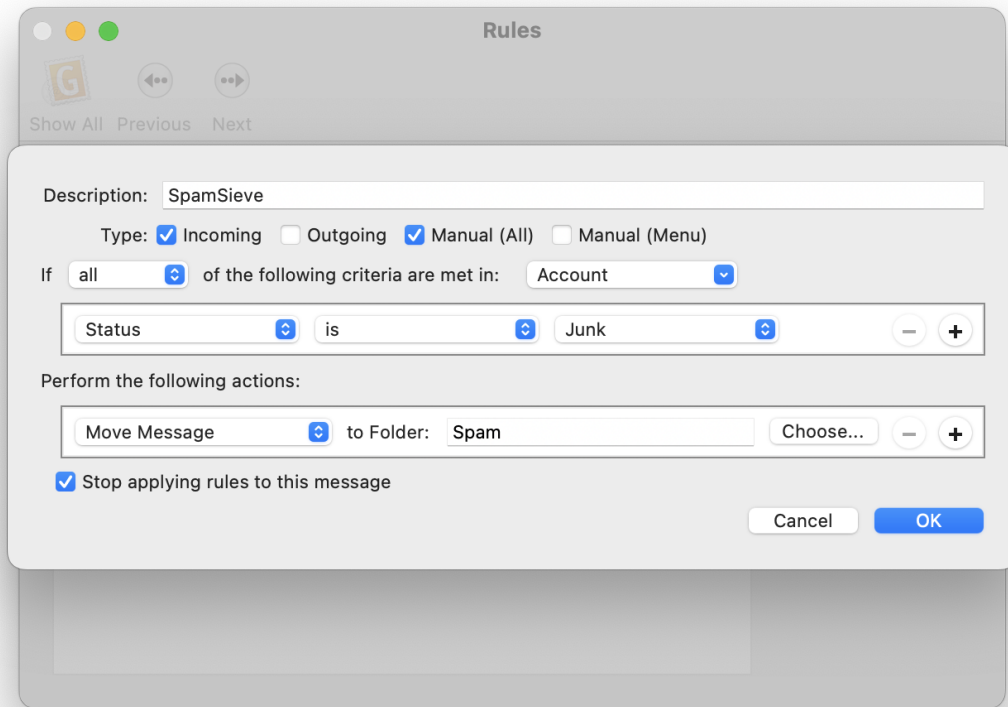 Rules
G
Show All Previous Next
Description: SpamSieve
Type: Incoming Outgoing Manual (All) Manual (Menu)
If all of the following criteria are met in: Account
Status is Junk
Perform the following actions:
Move Message to Folder: Spam Choose...
Stop applying rules to this message
Cancel OK